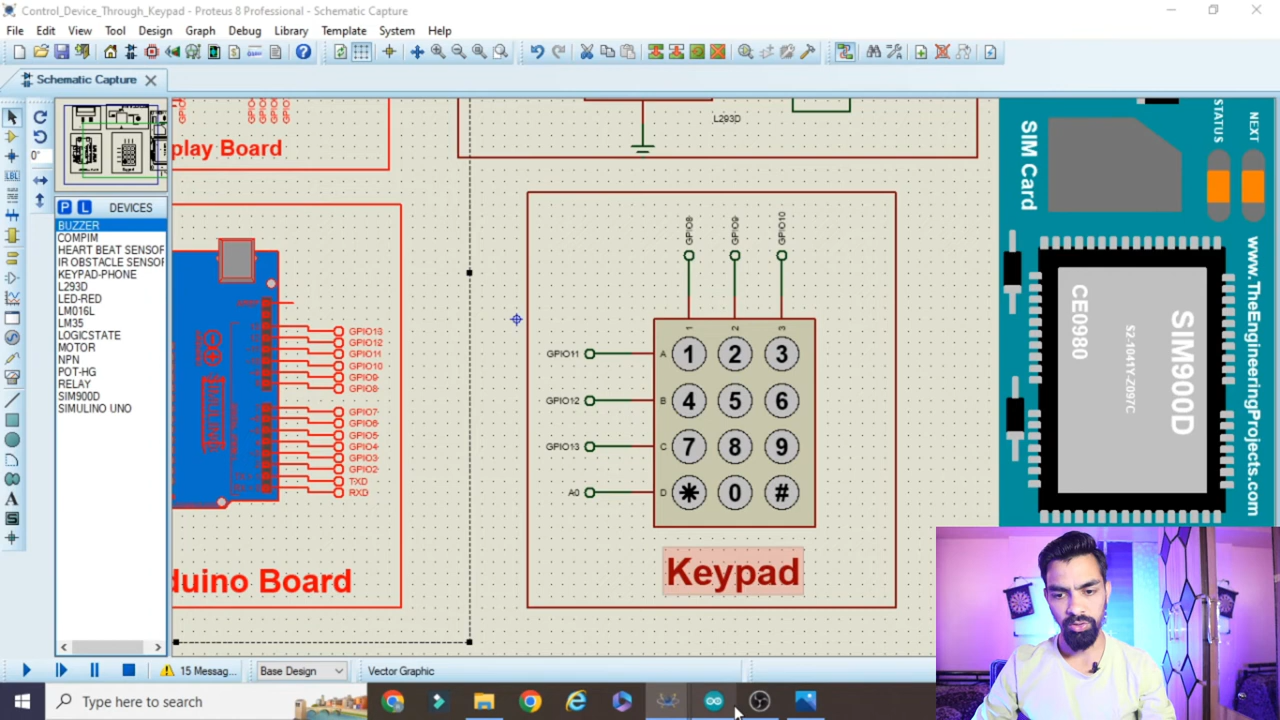 Control_Device_Through_Keypad - Proteus 8 Professional - Schematic Capture
File Edit View Tool Design Graph Debug Library Template System Help
Schematic Capture
0°
LBL
P L DEVICES
BUZZER
COMPIM
HEART BEAT SENSOR
IR OBSTACLE SENSOR
KEYPAD-PHONE
L293D
LED-RED
LM016L
LM35
LOGICSTATE
MOTOR
NPN
POT-HG
RELAY
SIM900D
SIMULINO UNO
play Board
L293D
GPIO13
GPIO12
GPIO11
GPIO10
GPIO9
GPIO8
GPIO7
GPIO6
GPIO5
GPIO4
GPIO3
GPIO2
TXD
RXD
duino Board
GPIO8 GPIO9 GPIO10
1 2 3
GPIO11 A 1 2 3
GPIO12 B 4 5 6
GPIO13 C 7 8 9
A0 D * 0 #
Keypad
SIM Card
STATUS
NEXT
CE0980
SIM900D
www.TheEngineeringProjects.com
15 Messag...
Base Design
Vector Graphic
Type here to search